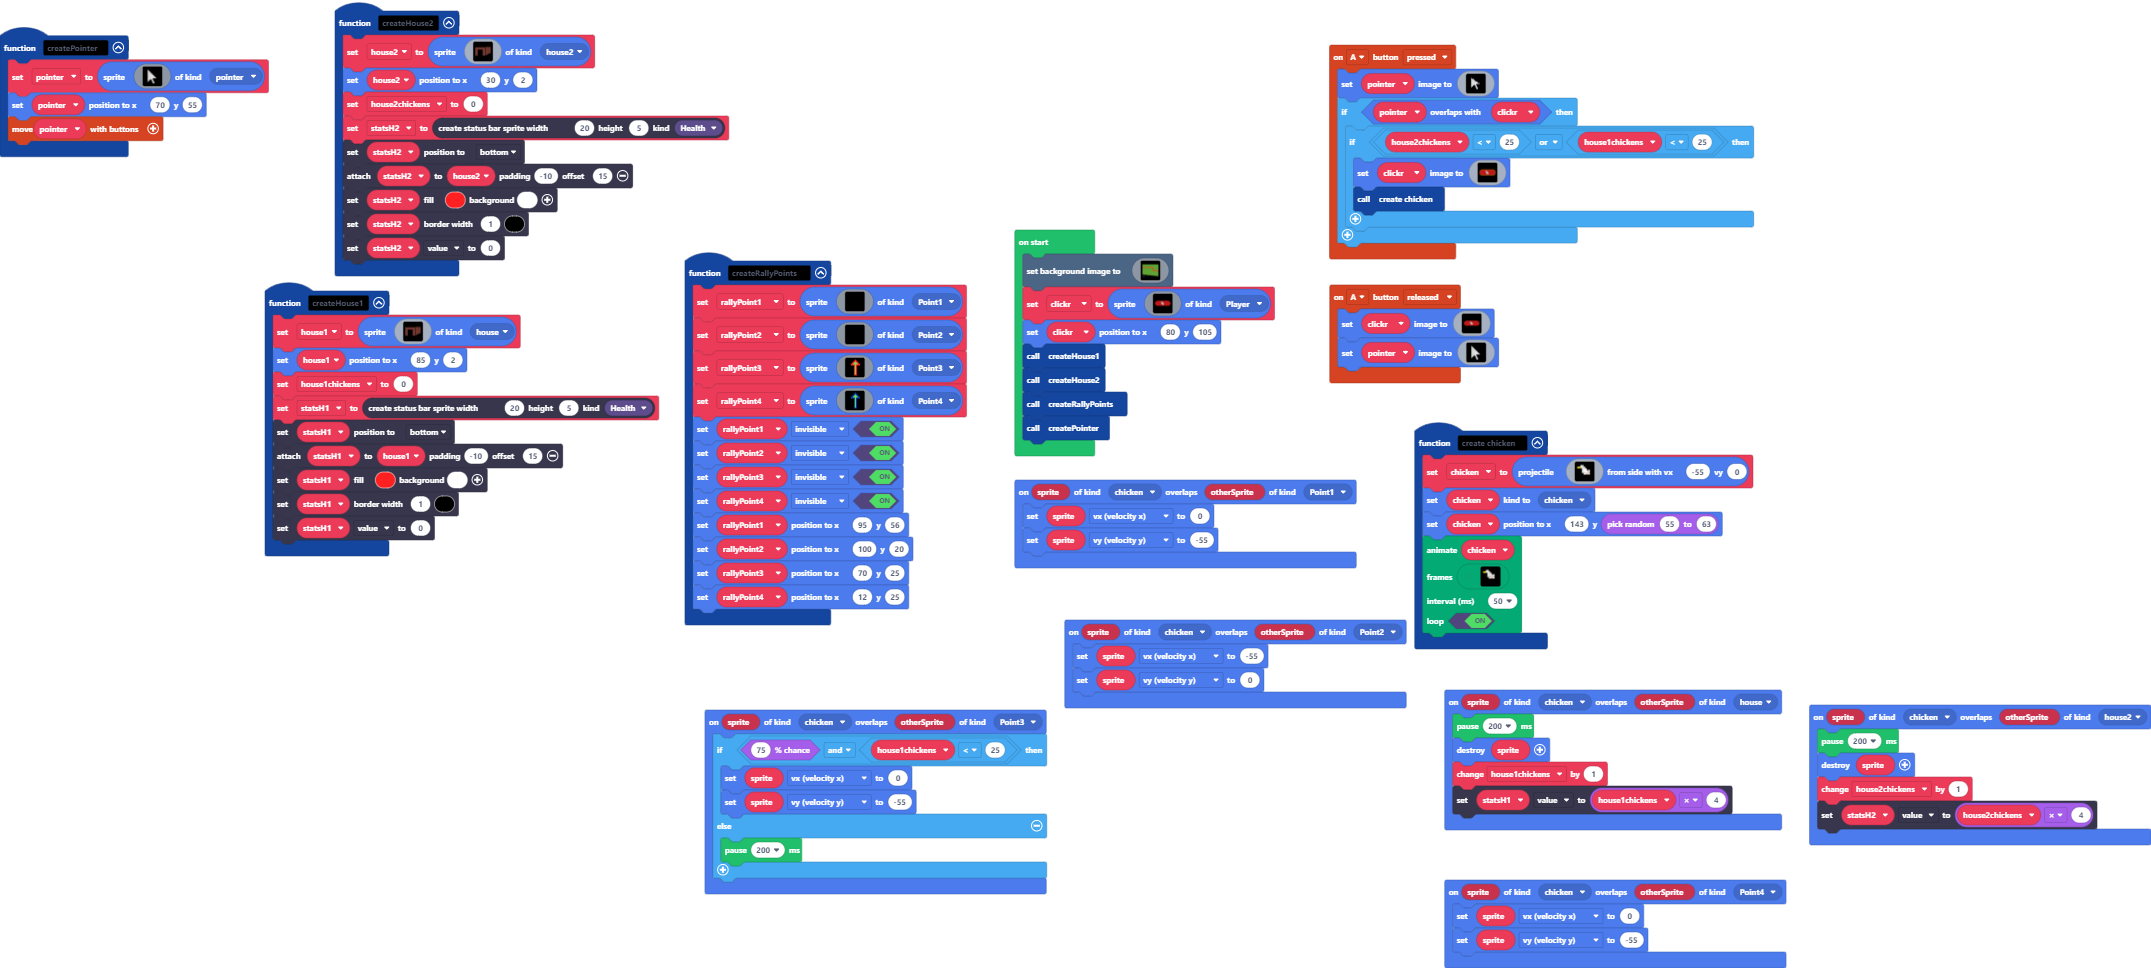 function createPointer
set pointer to sprite of kind pointer
set pointer position to x 70 y 55
move pointer with buttons
function createHouse2
set house2 to sprite of kind house2
set house2 position to x 30 y 2
set house2chickens to 0
set statsH2 to create status bar sprite width 20 height 5 kind Health
set statsH2 position to bottom
attach statsH2 to house2 padding -10 offset 15
set statsH2 fill background
set statsH2 border width 1
set statsH2 value to 0
function createHouse1
set house1 to sprite of kind house
set house1 position to x 85 y 2
set house1chickens to 0
set statsH1 to create status bar sprite width 20 height 5 kind Health
set statsH1 position to bottom
attach statsH1 to house1 padding -10 offset 15
set statsH1 fill background
set statsH1 border width 1
set statsH1 value to 0
function createRallyPoints
set rallyPoint1 to sprite of kind Point1
set rallyPoint2 to sprite of kind Point2
set rallyPoint3 to sprite of kind Point3
set rallyPoint4 to sprite of kind Point4
set rallyPoint1 invisible ON
set rallyPoint2 invisible ON
set rallyPoint3 invisible ON
set rallyPoint4 invisible ON
set rallyPoint1 position to x 95 y 56
set rallyPoint2 position to x 100 y 20
set rallyPoint3 position to x 70 y 25
set rallyPoint4 position to x 12 y 25
on start
set background image to
set clickr to sprite of kind Player
set clickr position to x 80 y 105
call createHouse1
call createHouse2
call createRallyPoints
call createPointer
on A button pressed
set pointer image to
if pointer overlaps with clickr then
if house2chickens < 25 or house1chickens < 25 then
set clickr image to
call create chicken
on A button released
set clickr image to
set pointer image to
function create chicken
set chicken to projectile from side with vx -55 vy 0
set chicken kind to chicken
set chicken position to x 143 y pick random 55 to 63
animate chicken
frames
interval (ms) 50
loop ON
on sprite of kind chicken overlaps otherSprite of kind Point1
set sprite vx (velocity x) to 0
set sprite vy (velocity y) to -55
on sprite of kind chicken overlaps otherSprite of kind Point2
set sprite vx (velocity x) to -55
set sprite vy (velocity y) to 0
on sprite of kind chicken overlaps otherSprite of kind Point3
if 75 % chance and house1chickens < 25 then
set sprite vx (velocity x) to 0
set sprite vy (velocity y) to -55
else
pause 200 ms
on sprite of kind chicken overlaps otherSprite of kind house
pause 200 ms
destroy sprite
change house1chickens by 1
set statsH1 value to house1chickens × 4
on sprite of kind chicken overlaps otherSprite of kind house2
pause 200 ms
destroy sprite
change house2chickens by 1
set statsH2 value to house2chickens × 4
on sprite of kind chicken overlaps otherSprite of kind Point4
set sprite vx (velocity x) to 0
set sprite vy (velocity y) to -55